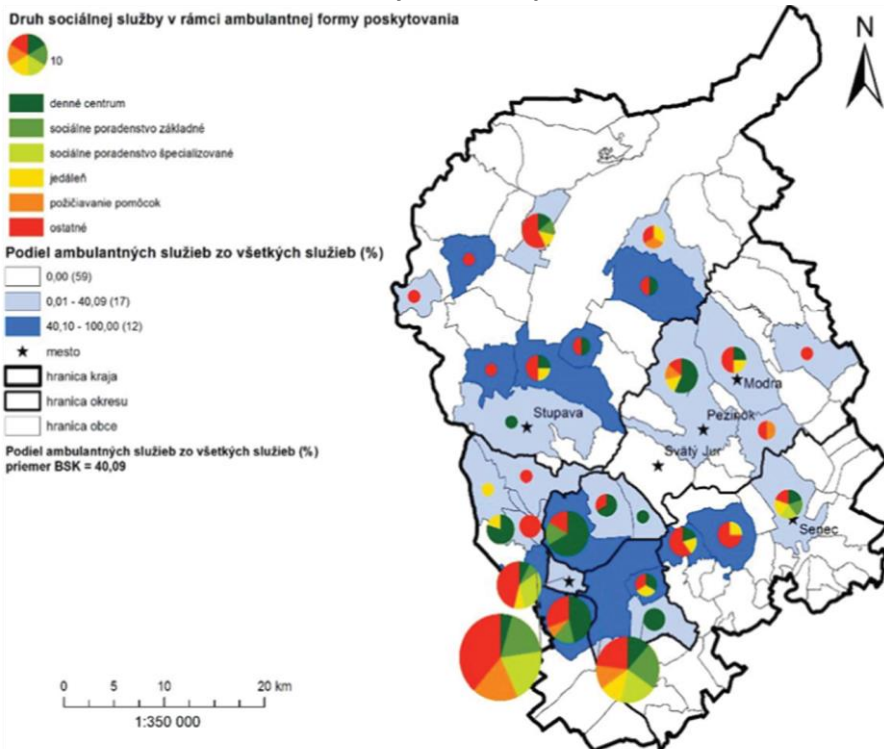 Druh sociálnej služby v rámci ambulantnej formy poskytovania
10
denné centrum
sociálne poradenstvo základné
sociálne poradenstvo špecializované
jedáleň
požičiavanie pomôcok
ostatné
Podiel ambulantných služieb zo všetkých služieb (%)
0,00 (59)
0,01 - 40,09 (17)
40,10 - 100,00 (12)
mesto
hranica kraja
hranica okresu
hranica obce
Podiel ambulantných služieb zo všetkých služieb (%)
priemer BSK = 40,09
N
Modra
Stupava
Pezinok
Svätý Jur
Senec
0 5 10 20 km
1:350 000